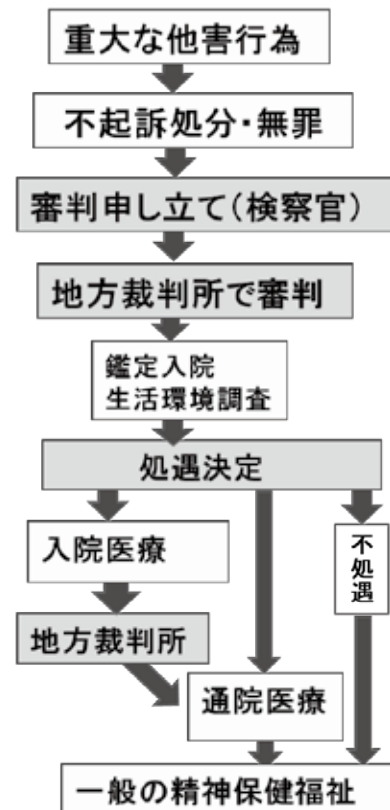 重大な他害行為
不起訴処分・無罪
審判申し立て(検察官)
地方裁判所で審判
鑑定入院
生活環境調査
処遇決定
入院医療
不処遇
地方裁判所
通院医療
一般の精神保健福祉